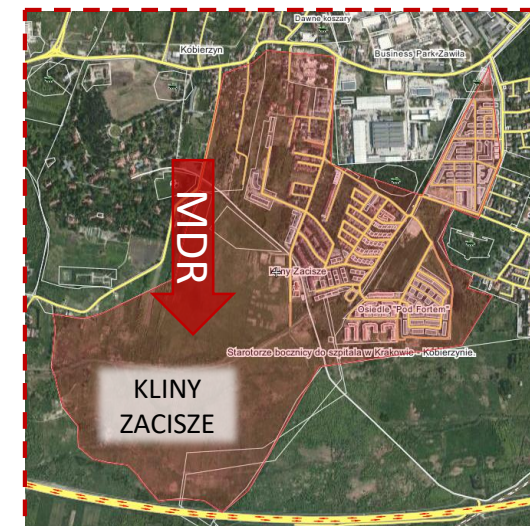 Dawne koszary
Kobierzyn
Business Park Zawiła
MDR
Kliny Zacisze
Osiedle "Pod Fortem"
Starotorze bocznicy do szpitala w Krakowie - Kobierzynie.
KLINY
ZACISZE